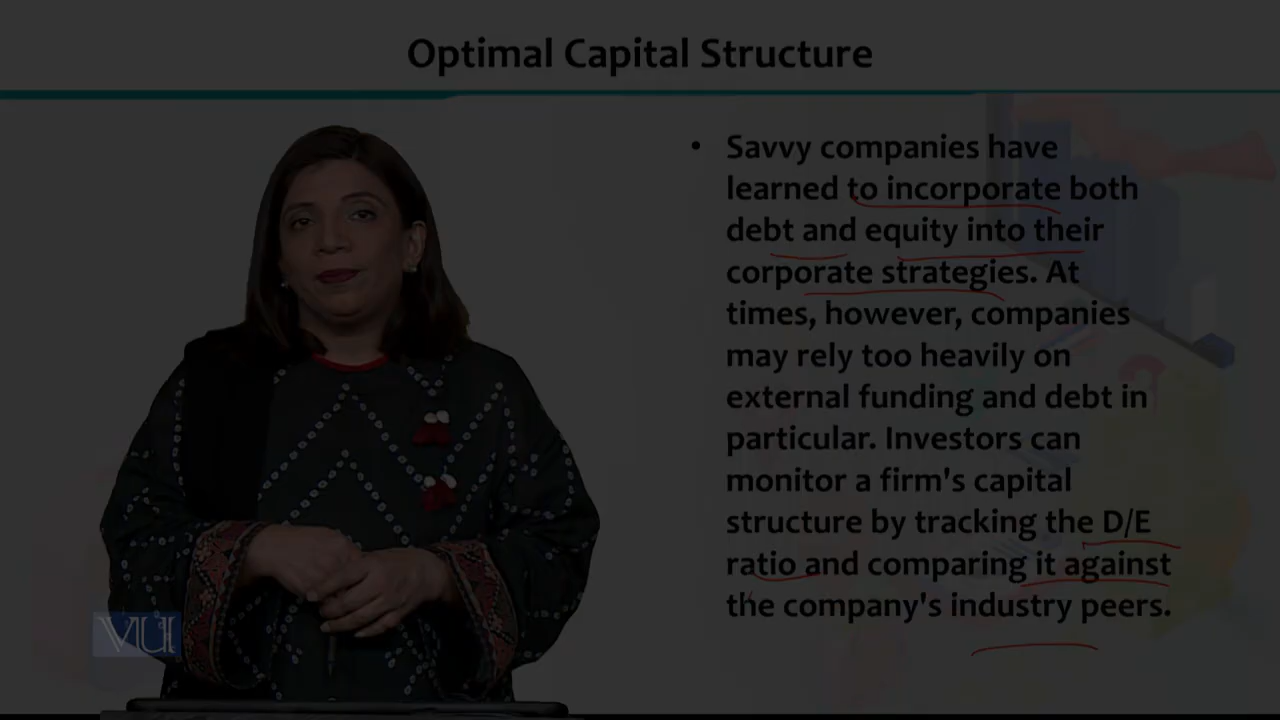 Optimal Capital Structure
• Savvy companies have
learned to incorporate both
debt and equity into their
corporate strategies. At
times, however, companies
may rely too heavily on
external funding and debt in
particular. Investors can
monitor a firm's capital
structure by tracking the D/E
ratio and comparing it against
the company's industry peers.
VU